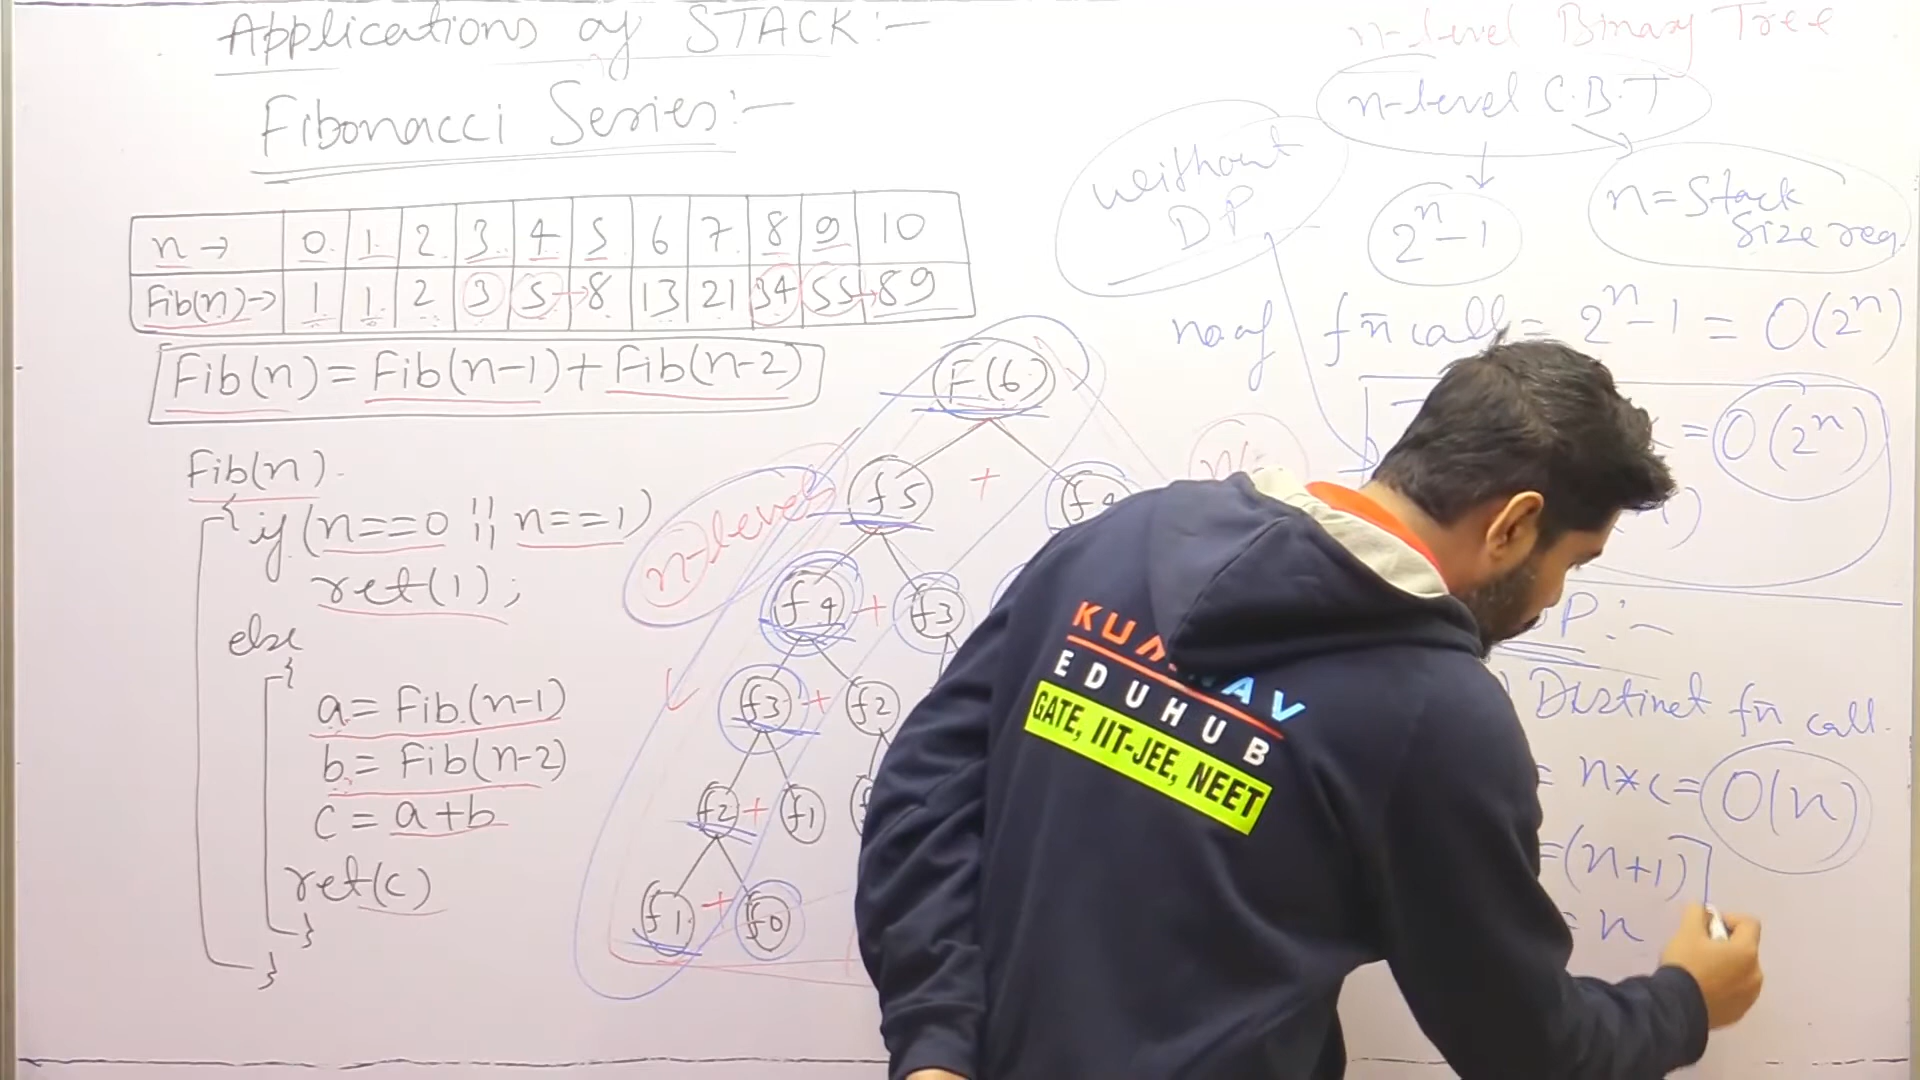 Applications of STACK:-
Fibonacci Series:-
n → 0 1 2 3 4 5 6 7 8 9 10
Fib(n)→ 1 1 2 3 5 8 13 21 34 55 89
Fib(n) = Fib(n-1) + Fib(n-2)
Fib(n)
{
if (n==0 || n==1)
ret(1);
else
{
a = Fib(n-1)
b = Fib(n-2)
c = a+b
ret(c)
}
}
n-level
F(6)
f5 +
f4 + f3
f3 + f2
f2 + f1
f1 + f0
n-level Binary Tree
n-level C.B.T
without
DP
2^n-1
n = Stack
Size req.
no of fn call = 2^n-1 = O(2^n)
= O(2^n)
P:-
Distinct fn call.
= n*c = O(n)
=(n+1)
= n
KU AV
EDUHUB
GATE, IIT-JEE, NEET